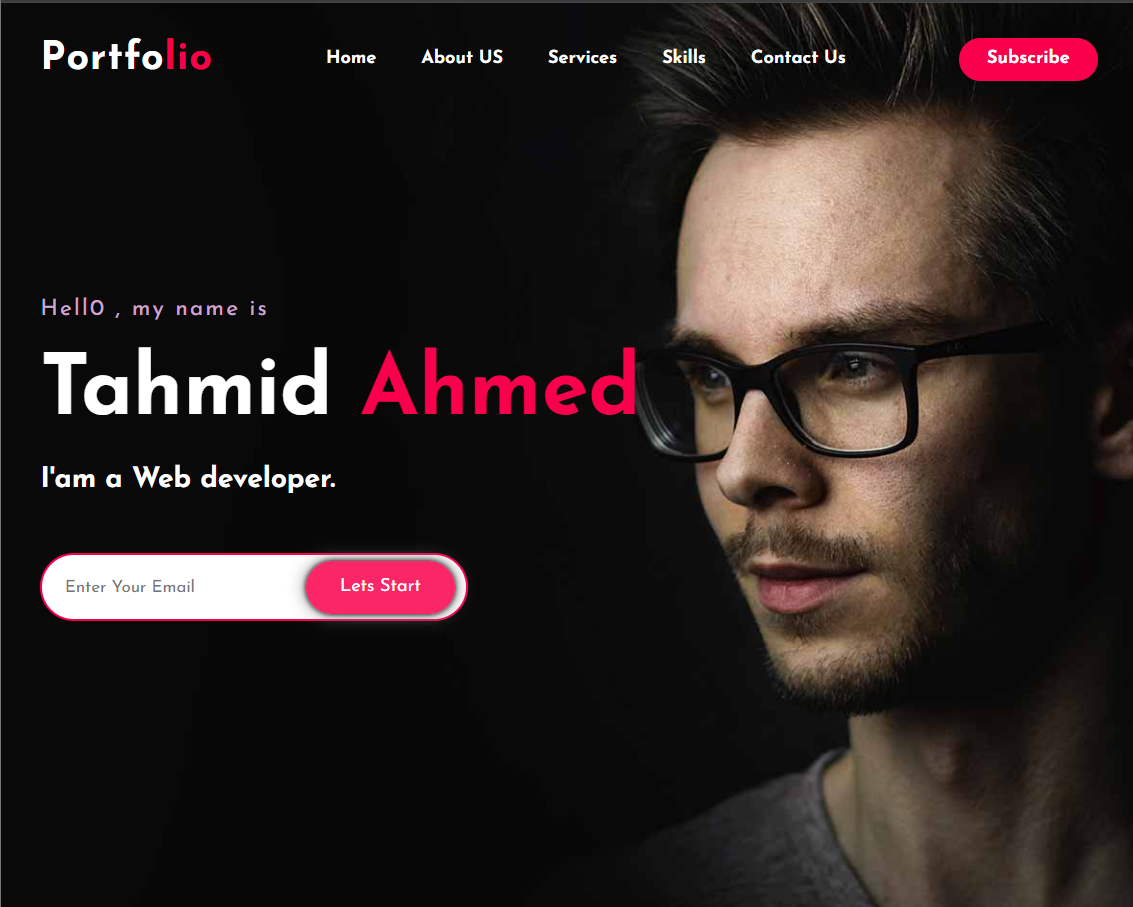 Portfolio
Home
About US
Services
Skills
Contact Us
Subscribe
Hell0 , my name is
Tahmid Ahmed
I'am a Web developer.
Enter Your Email
Lets Start